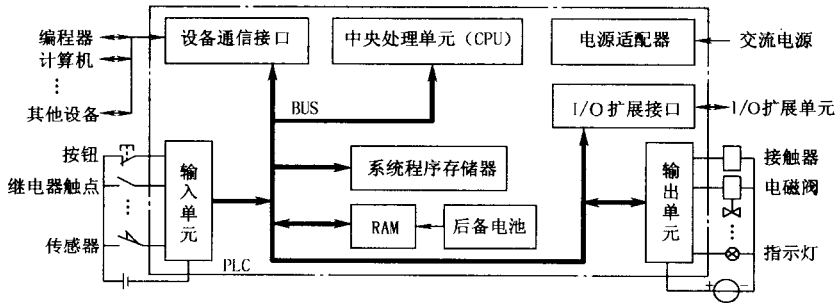 编程器
计算机
其他设备
设备通信接口
中央处理单元（CPU）
电源适配器
交流电源
BUS
I/O扩展接口
I/O扩展单元
按钮
继电器触点
传感器
输入单元
系统程序存储器
RAM
后备电池
输出单元
接触器
电磁阀
指示灯
PLC